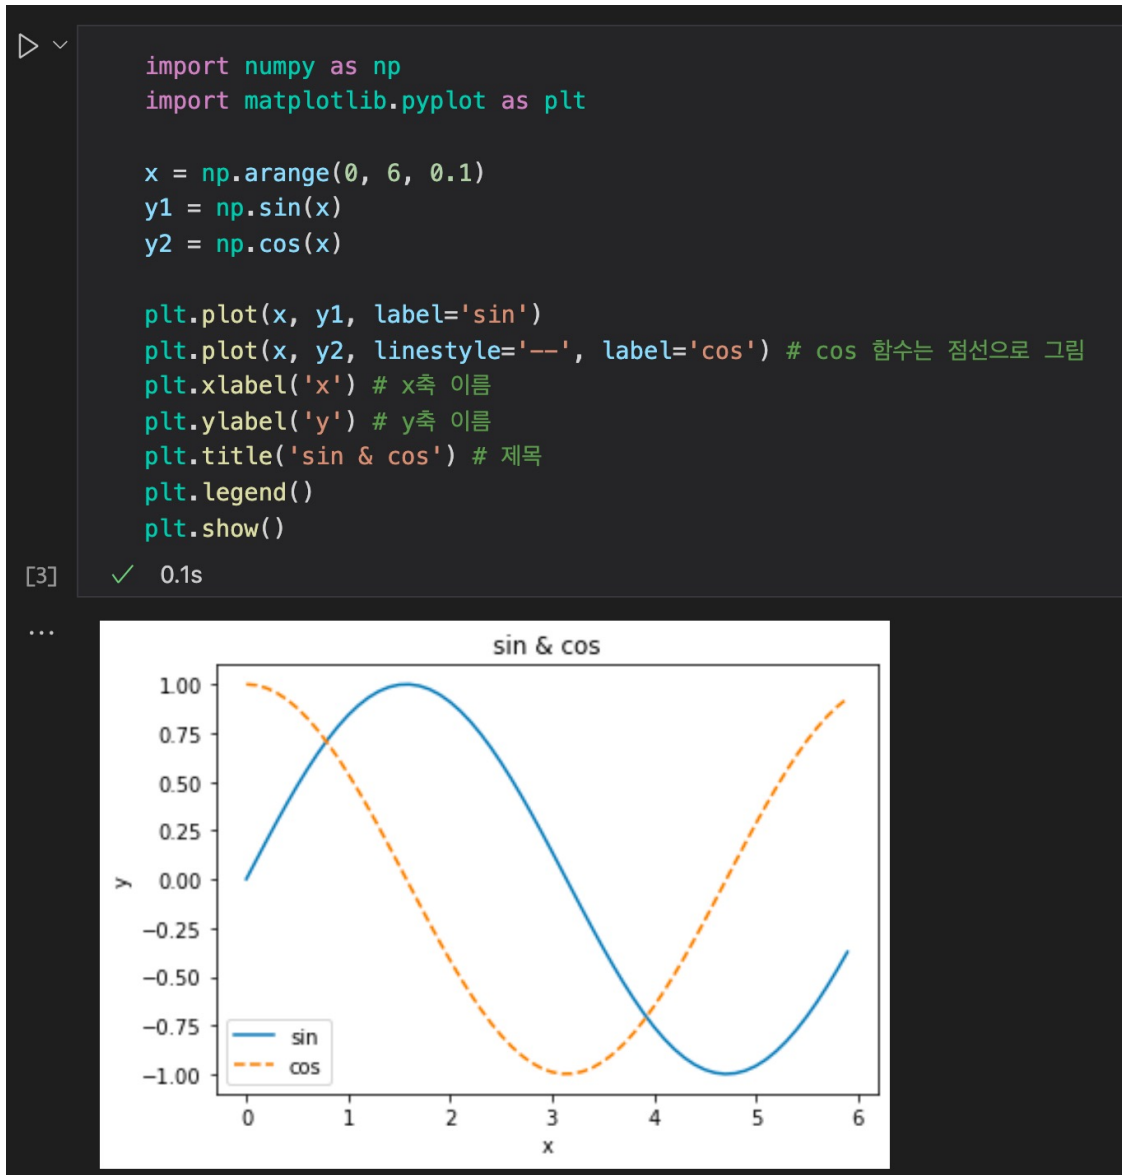 import numpy as np
import matplotlib.pyplot as plt
x = np.arange(0, 6, 0.1)
y1 = np.sin(x)
y2 = np.cos(x)
plt.plot(x, y1, label='sin')
plt.plot(x, y2, linestyle='--', label='cos') # cos 함수는 점선으로 그림
plt.xlabel('x') # x축 이름
plt.ylabel('y') # y축 이름
plt.title('sin & cos') # 제목
plt.legend()
plt.show()
[3] 0.1s
...
sin & cos
1.00
0.75
0.50
0.25
0.00
−0.25
−0.50
−0.75
−1.00
y
sin
cos
0 1 2 3 4 5 6
x